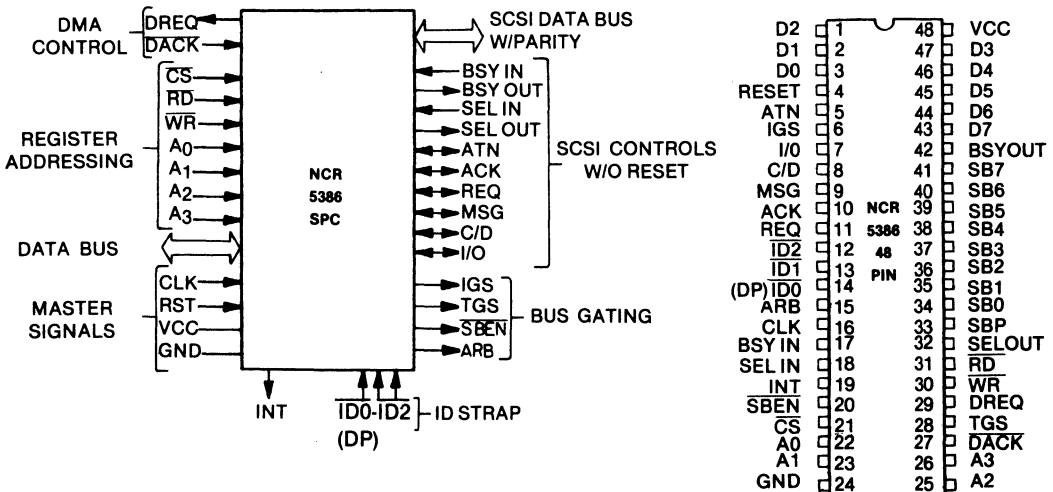 DMA CONTROL
DREQ
DACK
REGISTER ADDRESSING
CS
RD
WR
A0
A1
A2
A3
DATA BUS
MASTER SIGNALS
CLK
RST
VCC
GND
NCR
5386
SPC
SCSI DATA BUS
W/PARITY
BSY IN
BSY OUT
SEL IN
SEL OUT
ATN
ACK
REQ
MSG
C/D
I/O
SCSI CONTROLS
W/O RESET
IGS
TGS
SBEN
ARB
BUS GATING
INT
ID0-ID2
(DP)
ID STRAP
D2 1 48 VCC
D1 2 47 D3
D0 3 46 D4
RESET 4 45 D5
ATN 5 44 D6
IGS 6 43 D7
I/0 7 42 BSYOUT
C/D 8 41 SB7
MSG 9 40 SB6
ACK 10 NCR 39 SB5
REQ 11 5386 38 SB4
ID2 12 48 37 SB3
ID1 13 PIN 36 SB2
(DP) ID0 14 35 SB1
ARB 15 34 SB0
CLK 16 33 SBP
BSY IN 17 32 SELOUT
SEL IN 18 31 RD
INT 19 30 WR
SBEN 20 29 DREQ
CS 21 28 TGS
A0 22 27 DACK
A1 23 26 A3
GND 24 25 A2